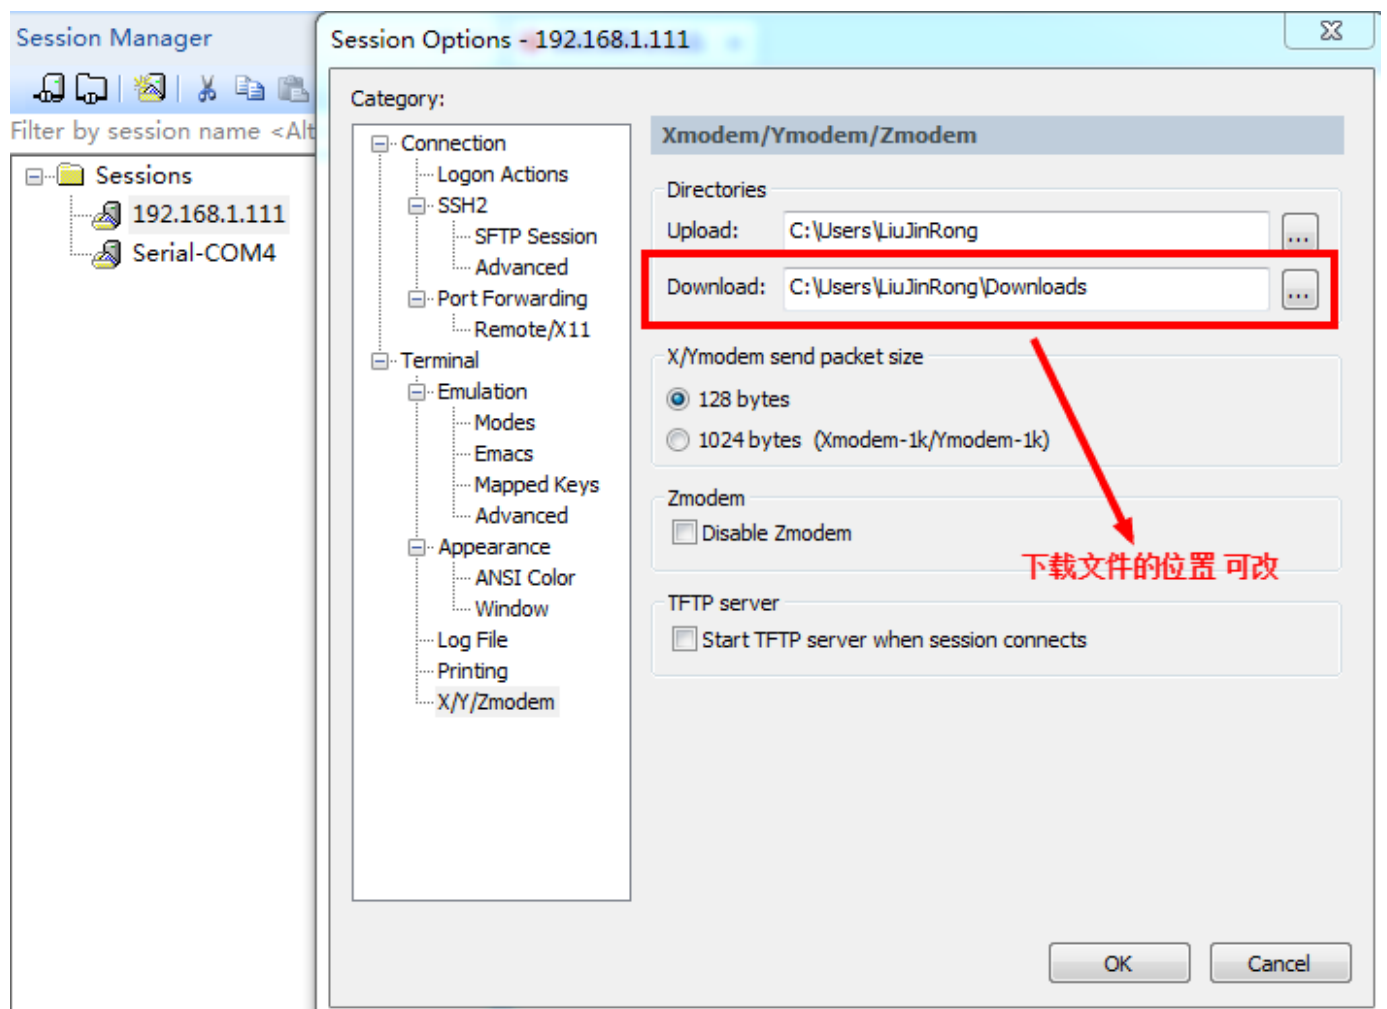 Session Manager
Filter by session name <Alt
Sessions
192.168.1.111
Serial-COM4
Session Options - 192.168.1.111
Category:
Connection
Logon Actions
SSH2
SFTP Session
Advanced
Port Forwarding
Remote/X11
Terminal
Emulation
Modes
Emacs
Mapped Keys
Advanced
Appearance
ANSI Color
Window
Log File
Printing
X/Y/Zmodem
Xmodem/Ymodem/Zmodem
Directories
Upload: C:\Users\LiuJinRong ...
Download: C:\Users\LiuJinRong\Downloads ...
X/Ymodem send packet size
128 bytes
1024 bytes (Xmodem-1k/Ymodem-1k)
Zmodem
Disable Zmodem
下载文件的位置 可改
TFTP server
Start TFTP server when session connects
OK Cancel